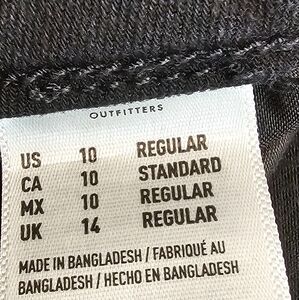 OUTFITTERS
US 10 REGULAR
CA 10 STANDARD
MX 10 REGULAR
UK 14 REGULAR
MADE IN BANGLADESH / FABRIQUÉ AU
BANGLADESH / HECHO EN BANGLADESH